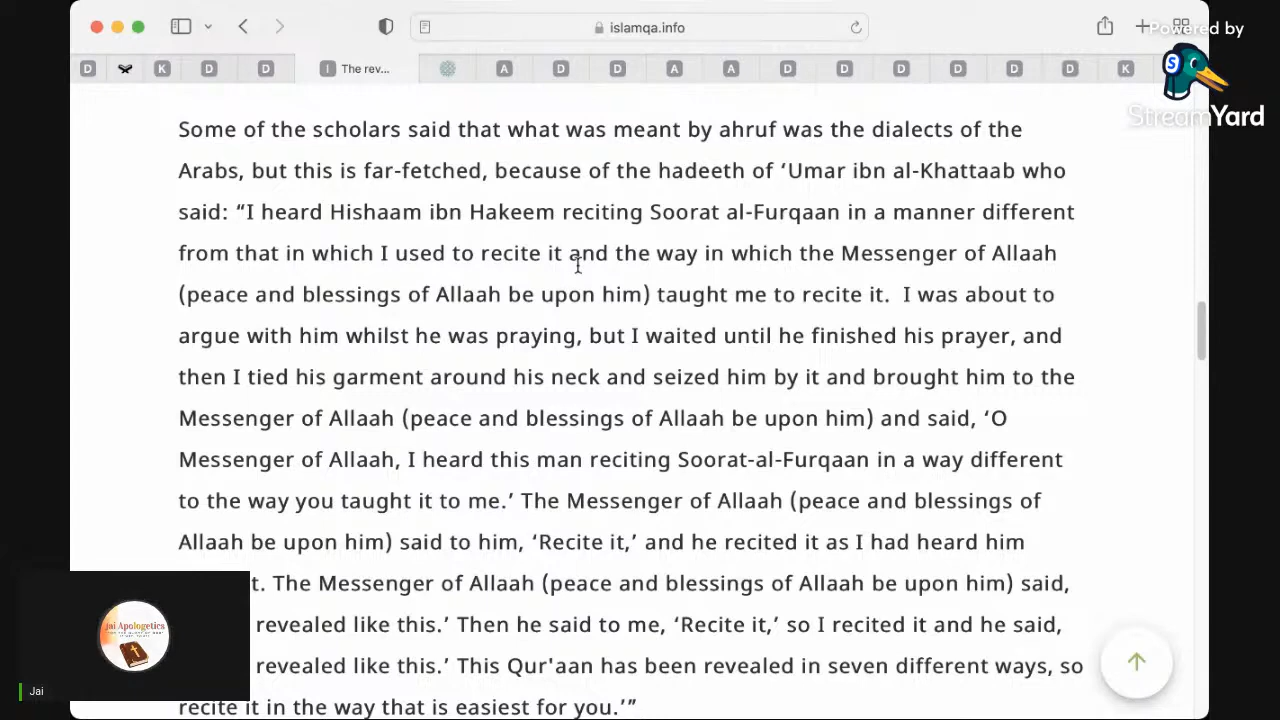 islamqa.info
Powered by
D K D D I The rev... A D D A A D D D D D D K
StreamYard
Some of the scholars said that what was meant by ahruf was the dialects of the
Arabs, but this is far-fetched, because of the hadeeth of ‘Umar ibn al-Khattaab who
said: “I heard Hishaam ibn Hakeem reciting Soorat al-Furqaan in a manner different
from that in which I used to recite it and the way in which the Messenger of Allaah
(peace and blessings of Allaah be upon him) taught me to recite it.  I was about to
argue with him whilst he was praying, but I waited until he finished his prayer, and
then I tied his garment around his neck and seized him by it and brought him to the
Messenger of Allaah (peace and blessings of Allaah be upon him) and said, ‘O
Messenger of Allaah, I heard this man reciting Soorat-al-Furqaan in a way different
to the way you taught it to me.’ The Messenger of Allaah (peace and blessings of
Allaah be upon him) said to him, ‘Recite it,’ and he recited it as I had heard him
t. The Messenger of Allaah (peace and blessings of Allaah be upon him) said,
revealed like this.’ Then he said to me, ‘Recite it,’ so I recited it and he said,
revealed like this.’ This Qur'aan has been revealed in seven different ways, so
recite it in the way that is easiest for you.’”
Jai Apologetics
Jai